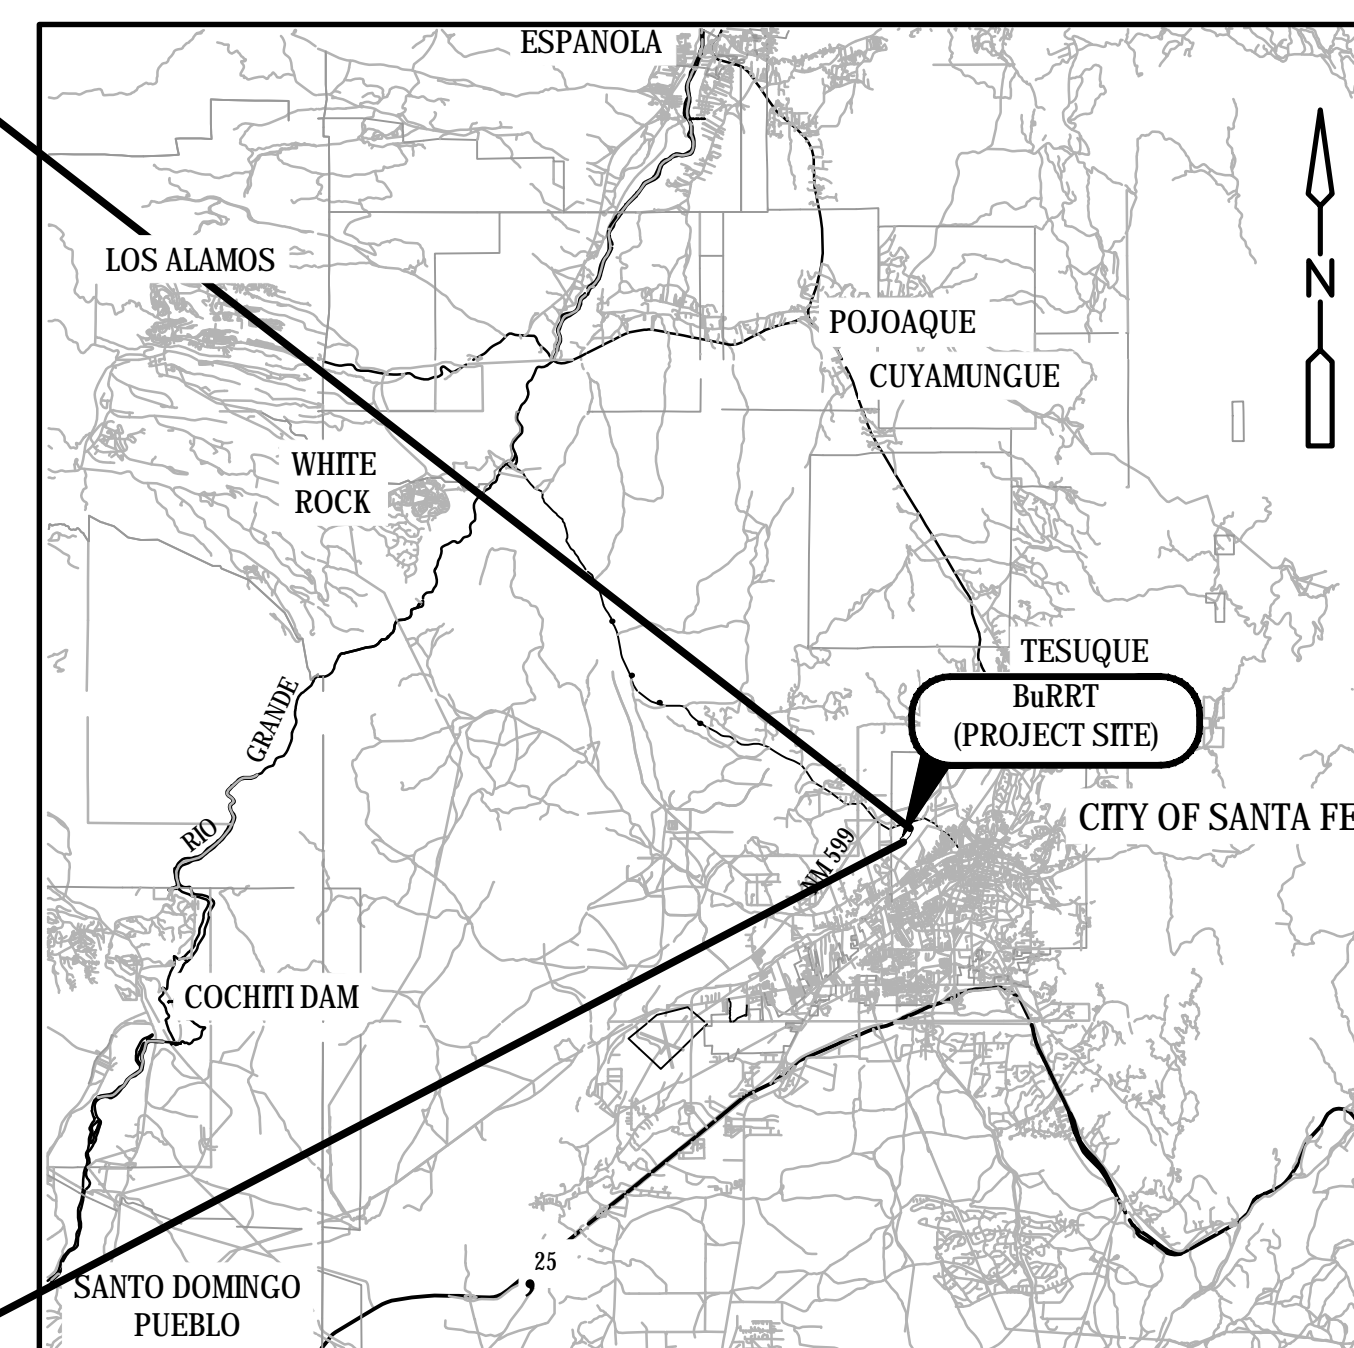 ESPANOLA
LOS ALAMOS
N
POJOAQUE
CUYAMUNGUE
WHITE
ROCK
TESUQUE
BuRRT
(PROJECT SITE)
GRANDE
RIO
CITY OF SANTA FE
NM 599
COCHITI DAM
25
SANTO DOMINGO
PUEBLO